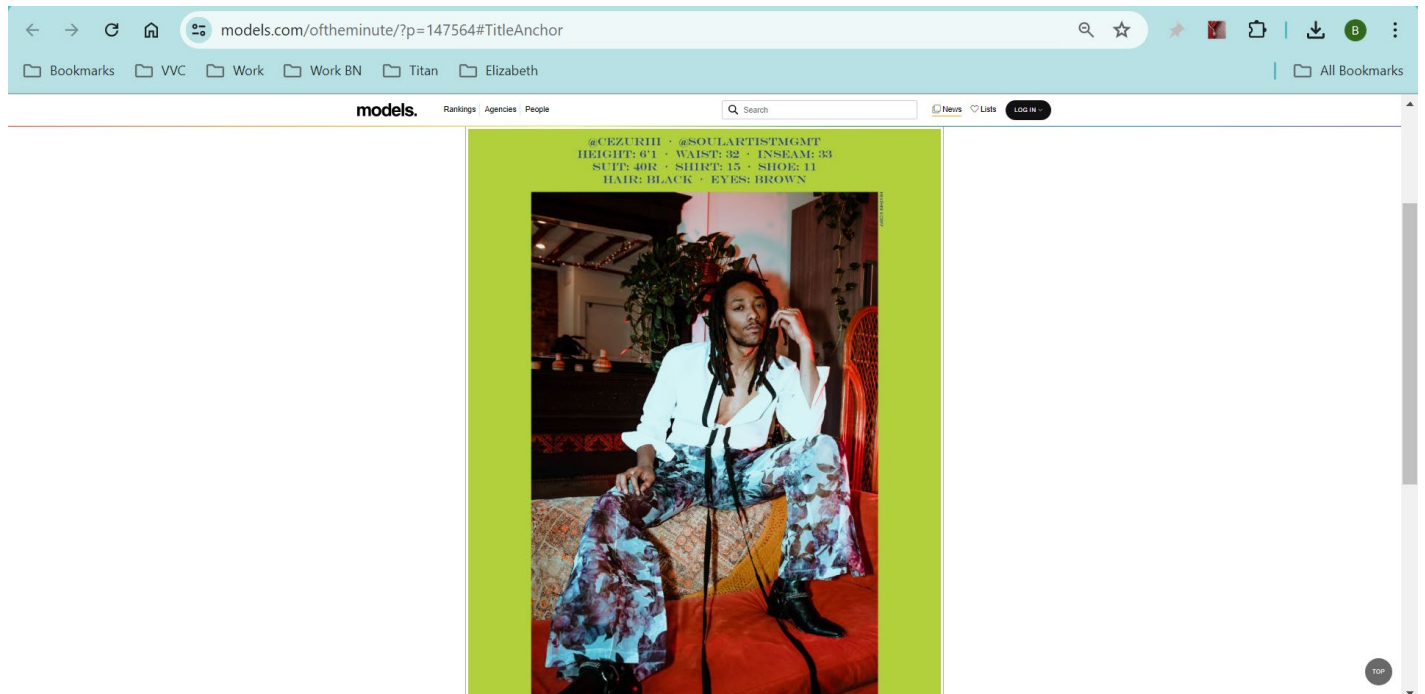 models.com/oftheminute/?p=147564#TitleAnchor
B
Bookmarks VVC Work Work BN Titan Elizabeth All Bookmarks
models. Rankings Agencies People Search News Lists LOG IN
@CEZURIII · @SOULARTISTMGMT
HEIGHT: 6'1 · WAIST: 32 · INSEAM: 33
SUIT: 40R · SHIRT: 15 · SHOE: 11
HAIR: BLACK · EYES: BROWN
TOP